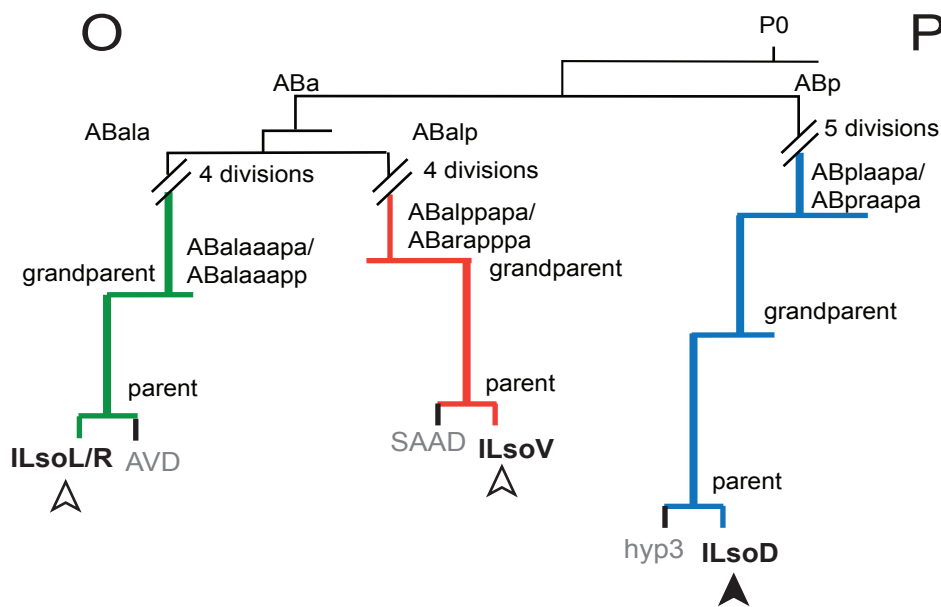 O
P
P0
ABa
ABp
ABala
ABalp
5 divisions
4 divisions
4 divisions
ABplaapa/
ABpraapa
ABalppapa/
ABarapppa
ABalaaapa/
ABalaaapp
grandparent
grandparent
grandparent
parent
parent
parent
ILsoL/R
AVD
SAAD
ILsoV
hyp3
ILsoD